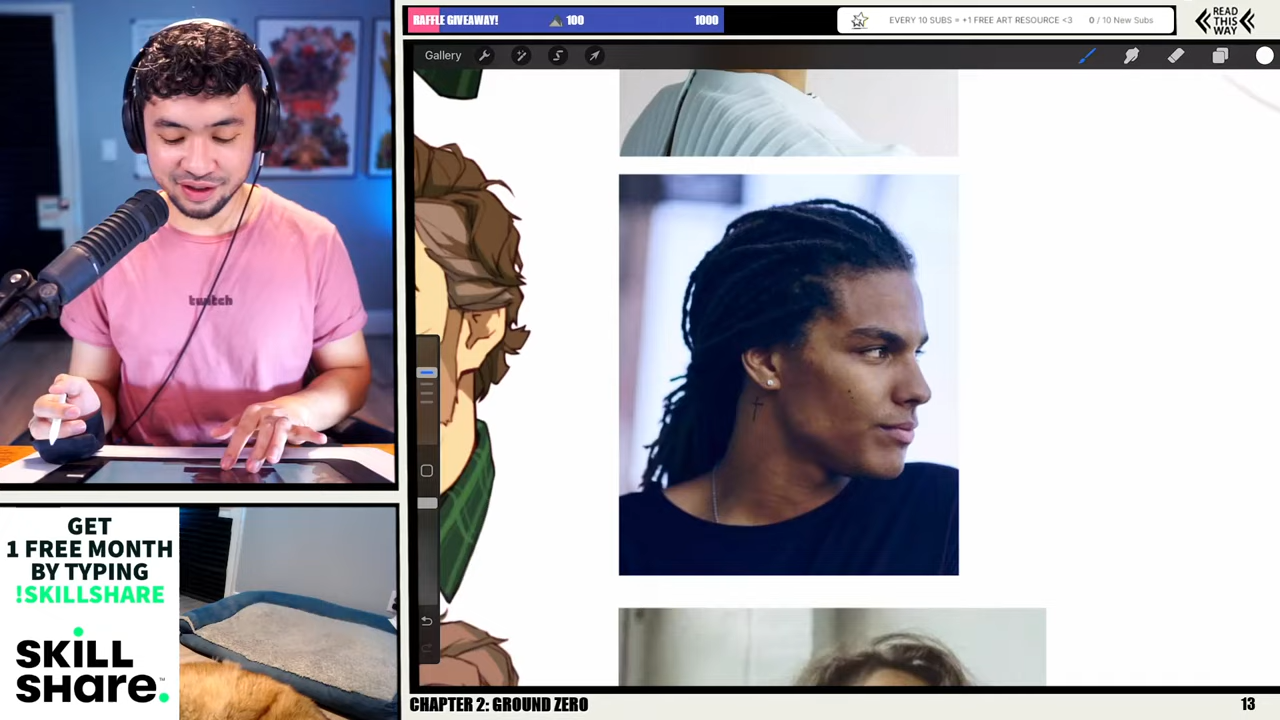 RAFFLE GIVEAWAY!
100
1000
EVERY 10 SUBS = +1 FREE ART RESOURCE <3
0 / 10 New Subs
READ
THIS
WAY
Gallery
twitch
GET
1 FREE MONTH
BY TYPING
!SKILLSHARE
SKILL
SHARE.
CHAPTER 2: GROUND ZERO
13